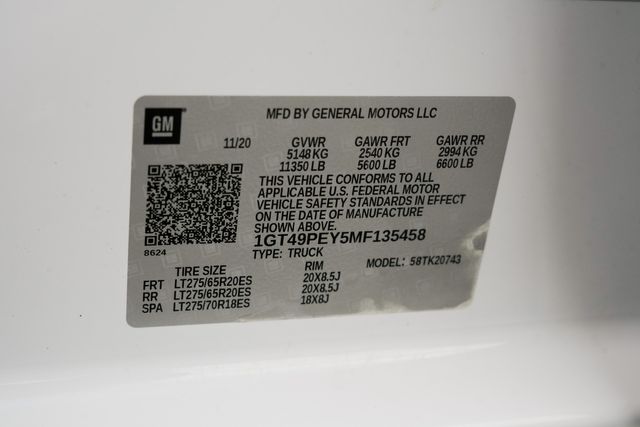 GM
MFD BY GENERAL MOTORS LLC
11/20 GVWR GAWR FRT GAWR RR
5148 KG 2540 KG 2994 KG
11350 LB 5600 LB 6600 LB
THIS VEHICLE CONFORMS TO ALL
APPLICABLE U.S. FEDERAL MOTOR
VEHICLE SAFETY STANDARDS IN EFFECT
ON THE DATE OF MANUFACTURE
SHOWN ABOVE.
1GT49PEY5MF135458
8624
TYPE: TRUCK
MODEL: 58TK20743
TIRE SIZE RIM
FRT LT275/65R20ES 20X8.5J
RR LT275/65R20ES 20X8.5J
SPA LT275/70R18ES 18X8J